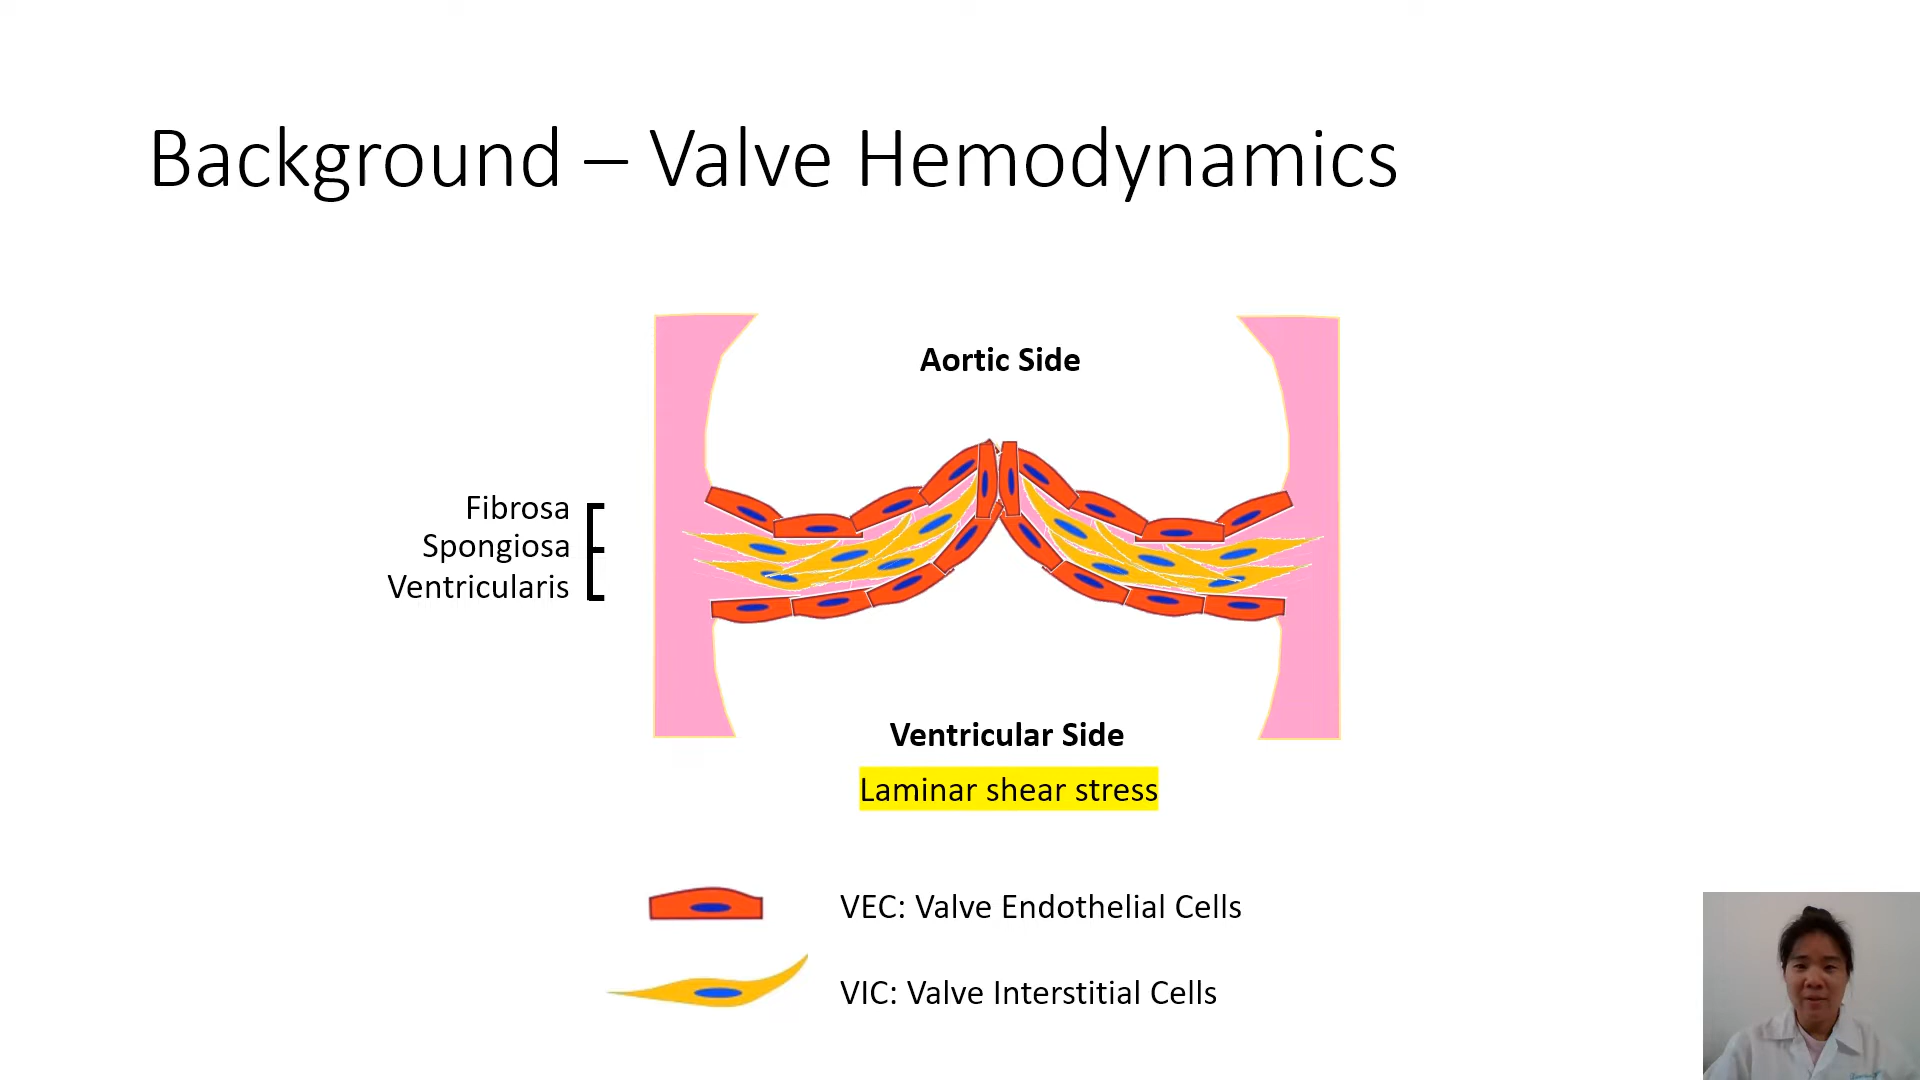 Background – Valve Hemodynamics
Aortic Side
Fibrosa
Spongiosa
Ventricularis
Ventricular Side
Laminar shear stress
VEC: Valve Endothelial Cells
VIC: Valve Interstitial Cells